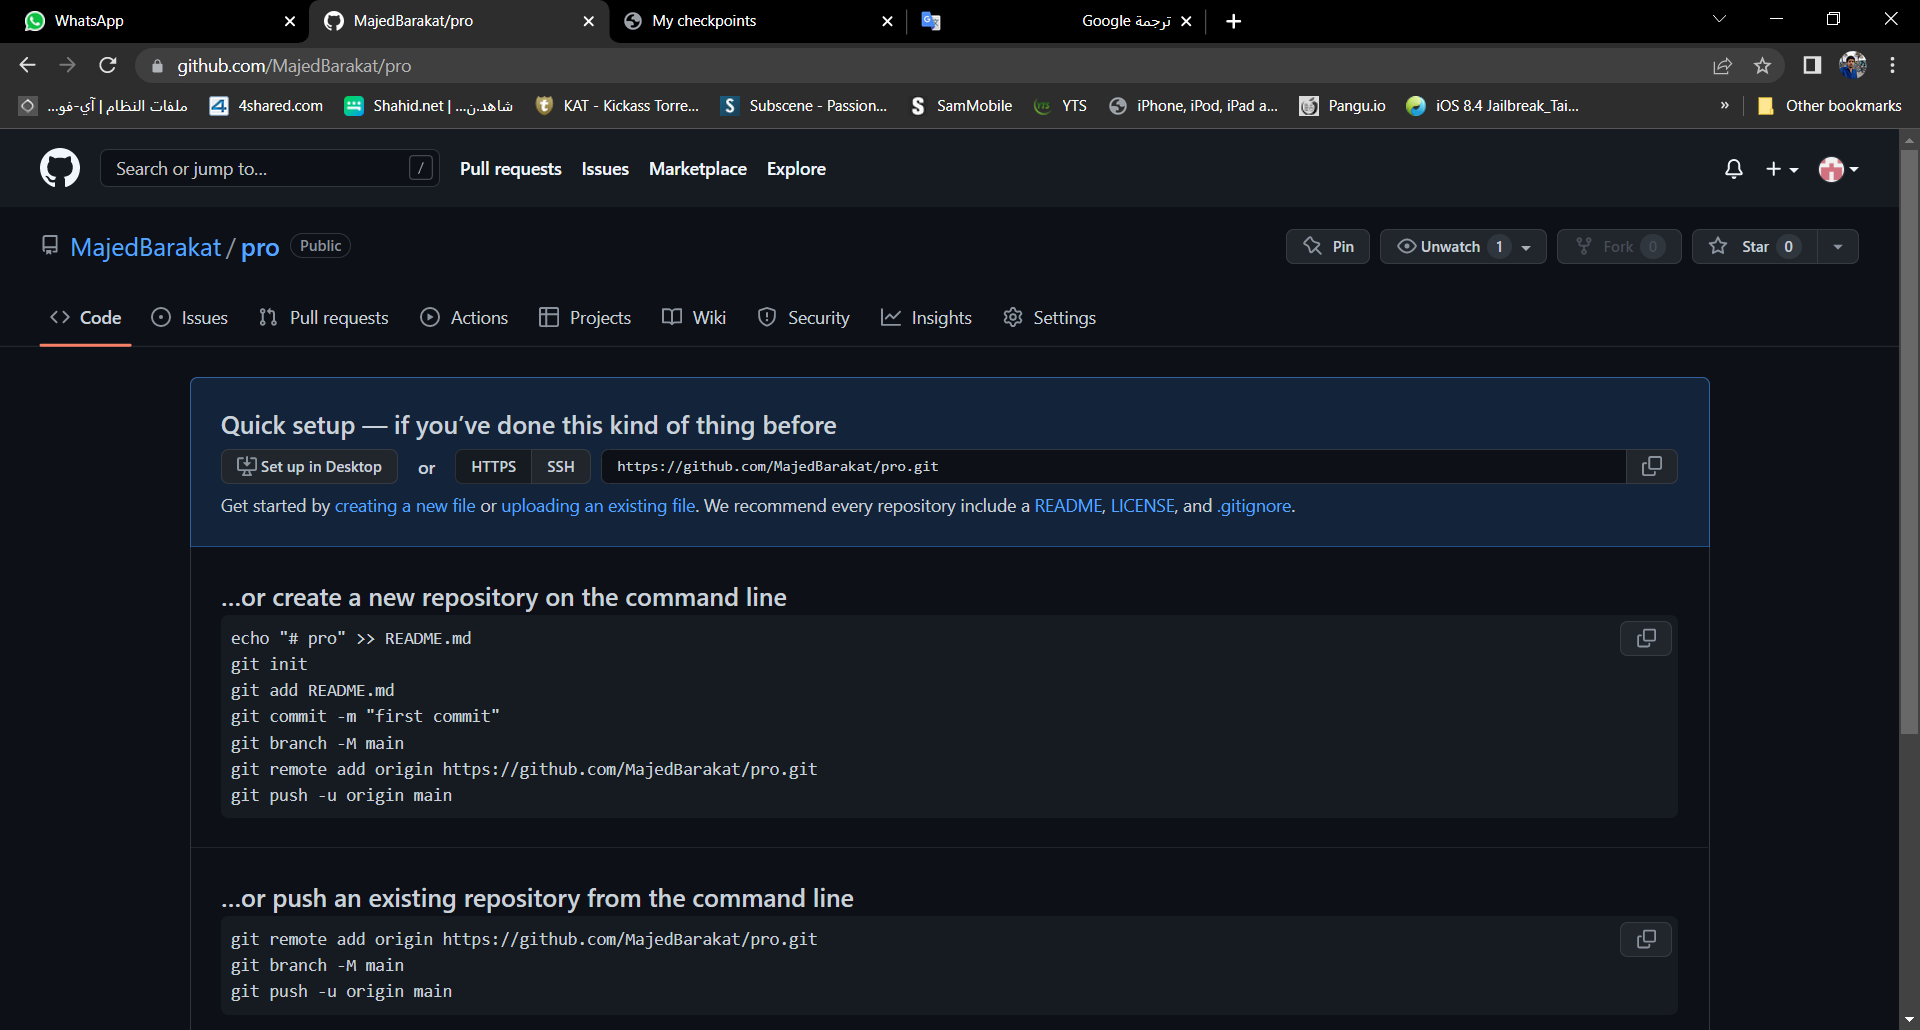 WhatsApp
MajedBarakat/pro
My checkpoints
ترجمة Google
github.com/MajedBarakat/pro
ملفات النظام | آي-فو...
4shared.com
Shahid.net | ...شاهد.ن
KAT - Kickass Torre...
Subscene - Passion...
SamMobile
YTS
iPhone, iPod, iPad a...
Pangu.io
iOS 8.4 Jailbreak_Tai...
»
Other bookmarks
Search or jump to...
/
Pull requests
Issues
Marketplace
Explore
MajedBarakat / pro
Public
Pin
Unwatch 1
Fork 0
Star 0
Code
Issues
Pull requests
Actions
Projects
Wiki
Security
Insights
Settings
Quick setup — if you’ve done this kind of thing before
Set up in Desktop
or
HTTPS
SSH
https://github.com/MajedBarakat/pro.git
Get started by creating a new file or uploading an existing file. We recommend every repository include a README, LICENSE, and .gitignore.
…or create a new repository on the command line
echo "# pro" >> README.md
git init
git add README.md
git commit -m "first commit"
git branch -M main
git remote add origin https://github.com/MajedBarakat/pro.git
git push -u origin main
…or push an existing repository from the command line
git remote add origin https://github.com/MajedBarakat/pro.git
git branch -M main
git push -u origin main